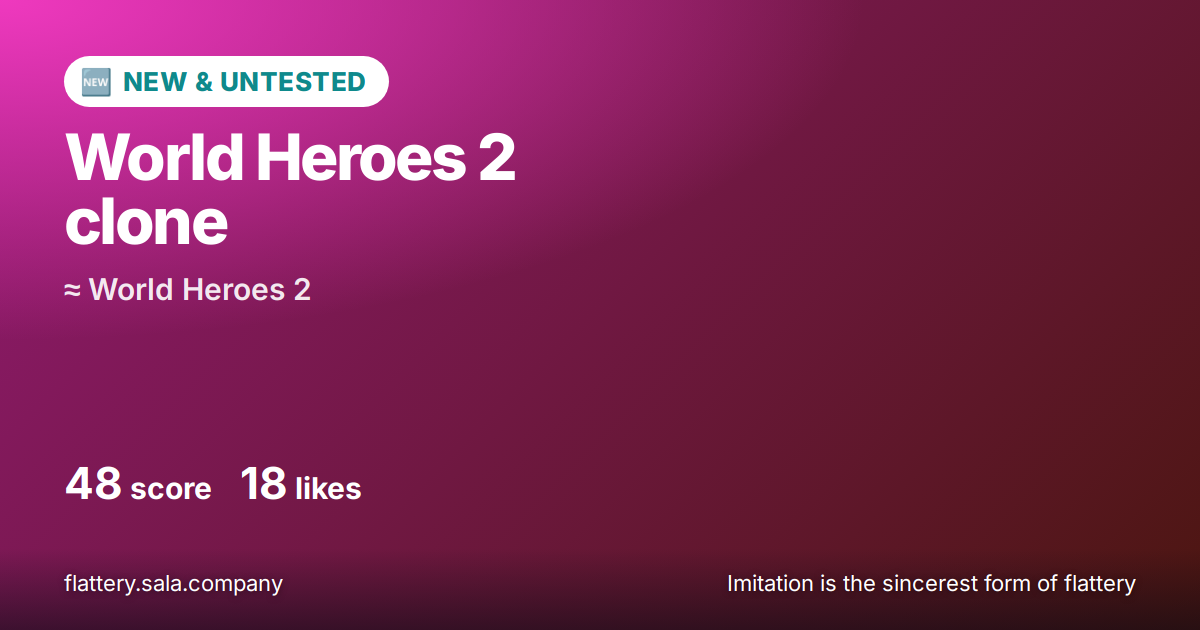 🆕 NEW & UNTESTED
World Heroes 2
clone
≈ World Heroes 2
48 score 18 likes
flattery.sala.company
Imitation is the sincerest form of flattery